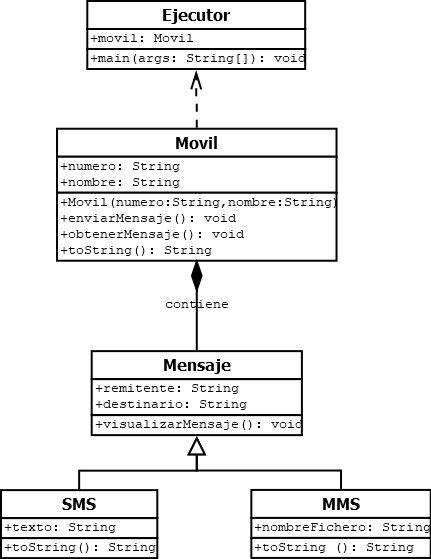 Ejecutor
+movil: Movil
+main(args: String[]): void
Movil
+numero: String
+nombre: String
+Movil(numero:String,nombre:String)
+enviarMensaje(): void
+obtenerMensaje(): void
+toString(): String
contiene
Mensaje
+remitente: String
+destinario: String
+visualizarMensaje(): void
SMS
+texto: String
+toString(): String
MMS
+nombreFichero: String
+toString (): String